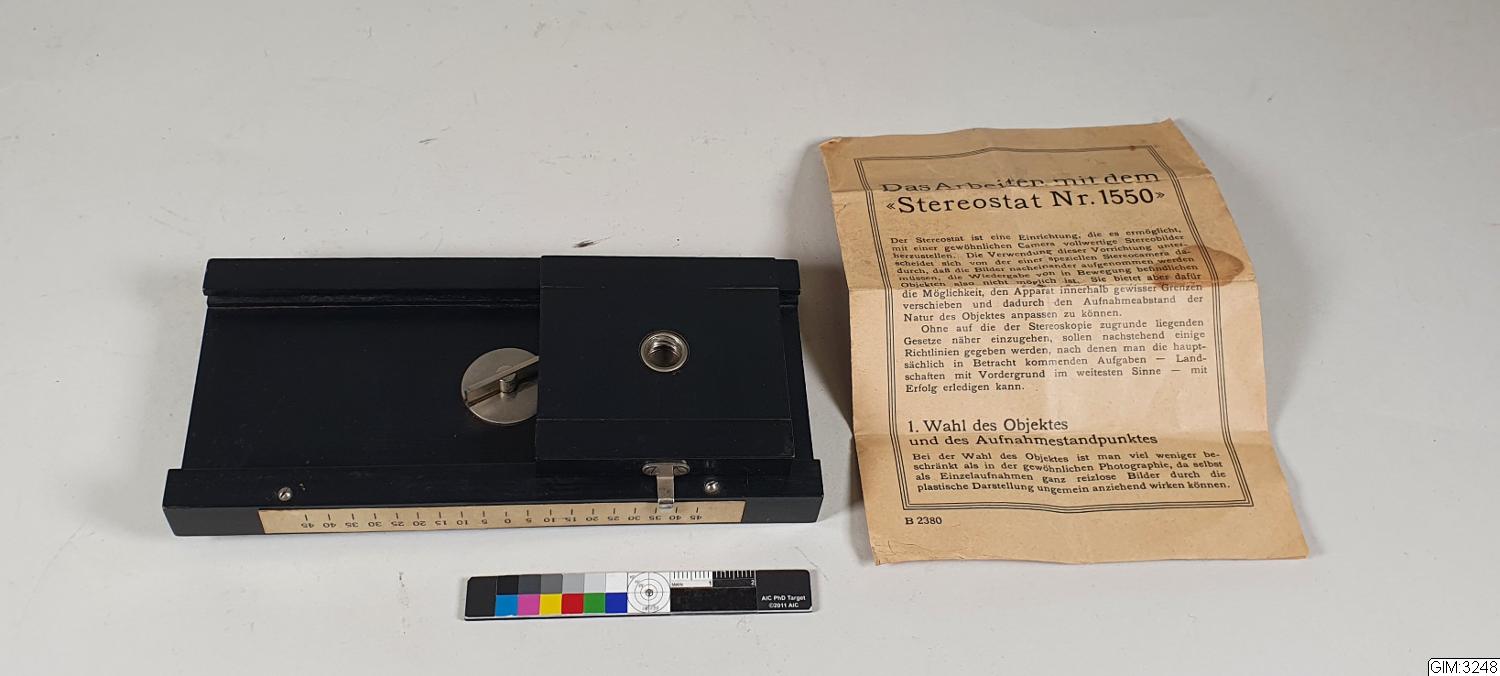 Das Arbeiten mit dem
«Stereostat Nr. 1550»
Der Stereostat ist eine Einrichtung, die es ermöglicht,
mit einer gewöhnlichen Camera vollwertige Stereobilder
herzustellen. Die Verwendung dieser Vorrichtung unter-
scheidet sich von der einer speziellen Stereocamera da-
durch, daß die Bilder nacheinander aufgenommen werden
müssen, die Wiedergabe von in Bewegung befindlichen
Objekten also nicht möglich ist. Sie bietet aber dafür
die Möglichkeit, den Apparat innerhalb gewisser Grenzen
verschieben und dadurch den Aufnahmeabstand der
Natur des Objektes anpassen zu können.
Ohne auf die der Stereoskopie zugrunde liegenden
Gesetze näher einzugehen, sollen nachstehend einige
Richtlinien gegeben werden, nach denen man die haupt-
sächlich in Betracht kommenden Aufgaben — Land-
schaften mit Vordergrund im weitesten Sinne — mit
Erfolg erledigen kann.
1. Wahl des Objektes
und des Aufnahmestandpunktes
Bei der Wahl des Objektes ist man viel weniger be-
schränkt als in der gewöhnlichen Photographie, da selbst
als Einzelaufnahmen ganz reizlose Bilder durch die
plastische Darstellung ungemein anziehend wirken können.
B 2380
45 40 35 30 25 20 15 10 5 0 5 10 15 20 25 30 35 40 45
1 2
AIC PhD Target
©2011 AIC
GIM:3248